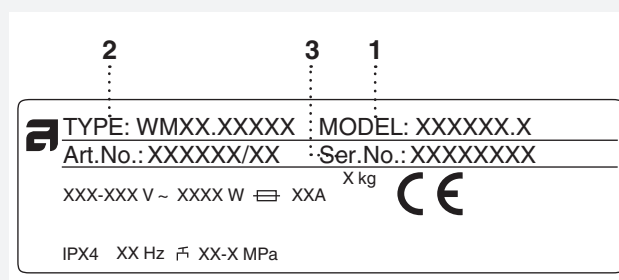 2 3 1
TYPE: WMXX.XXXXX MODEL: XXXXXX.X
Art.No.: XXXXXX/XX Ser.No.: XXXXXXXX
X kg
XXX-XXX V ~ XXXX W XXA CE
IPX4 XX Hz XX-X MPa